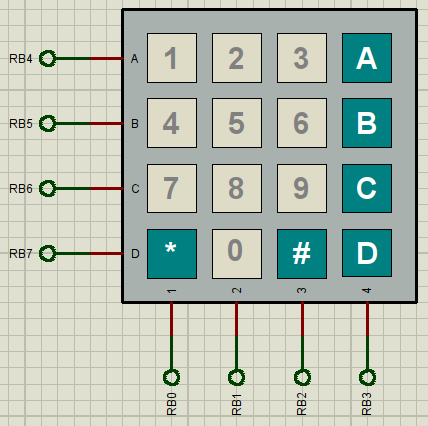 RB4 A 1 2 3 A
RB5 B 4 5 6 B
RB6 C 7 8 9 C
RB7 D * 0 # D
1 2 3 4
RB0 RB1 RB2 RB3